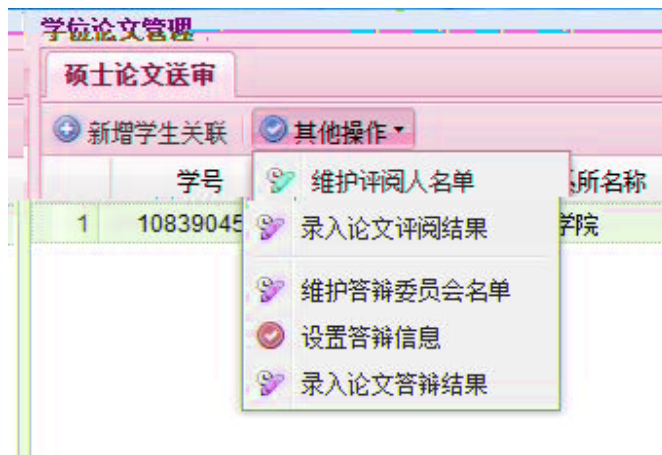 学位论文管理
硕士论文送审
新增学生关联 其他操作
学号 所名称
1 10839045 学院
维护评阅人名单
录入论文评阅结果
维护答辩委员会名单
设置答辩信息
录入论文答辩结果